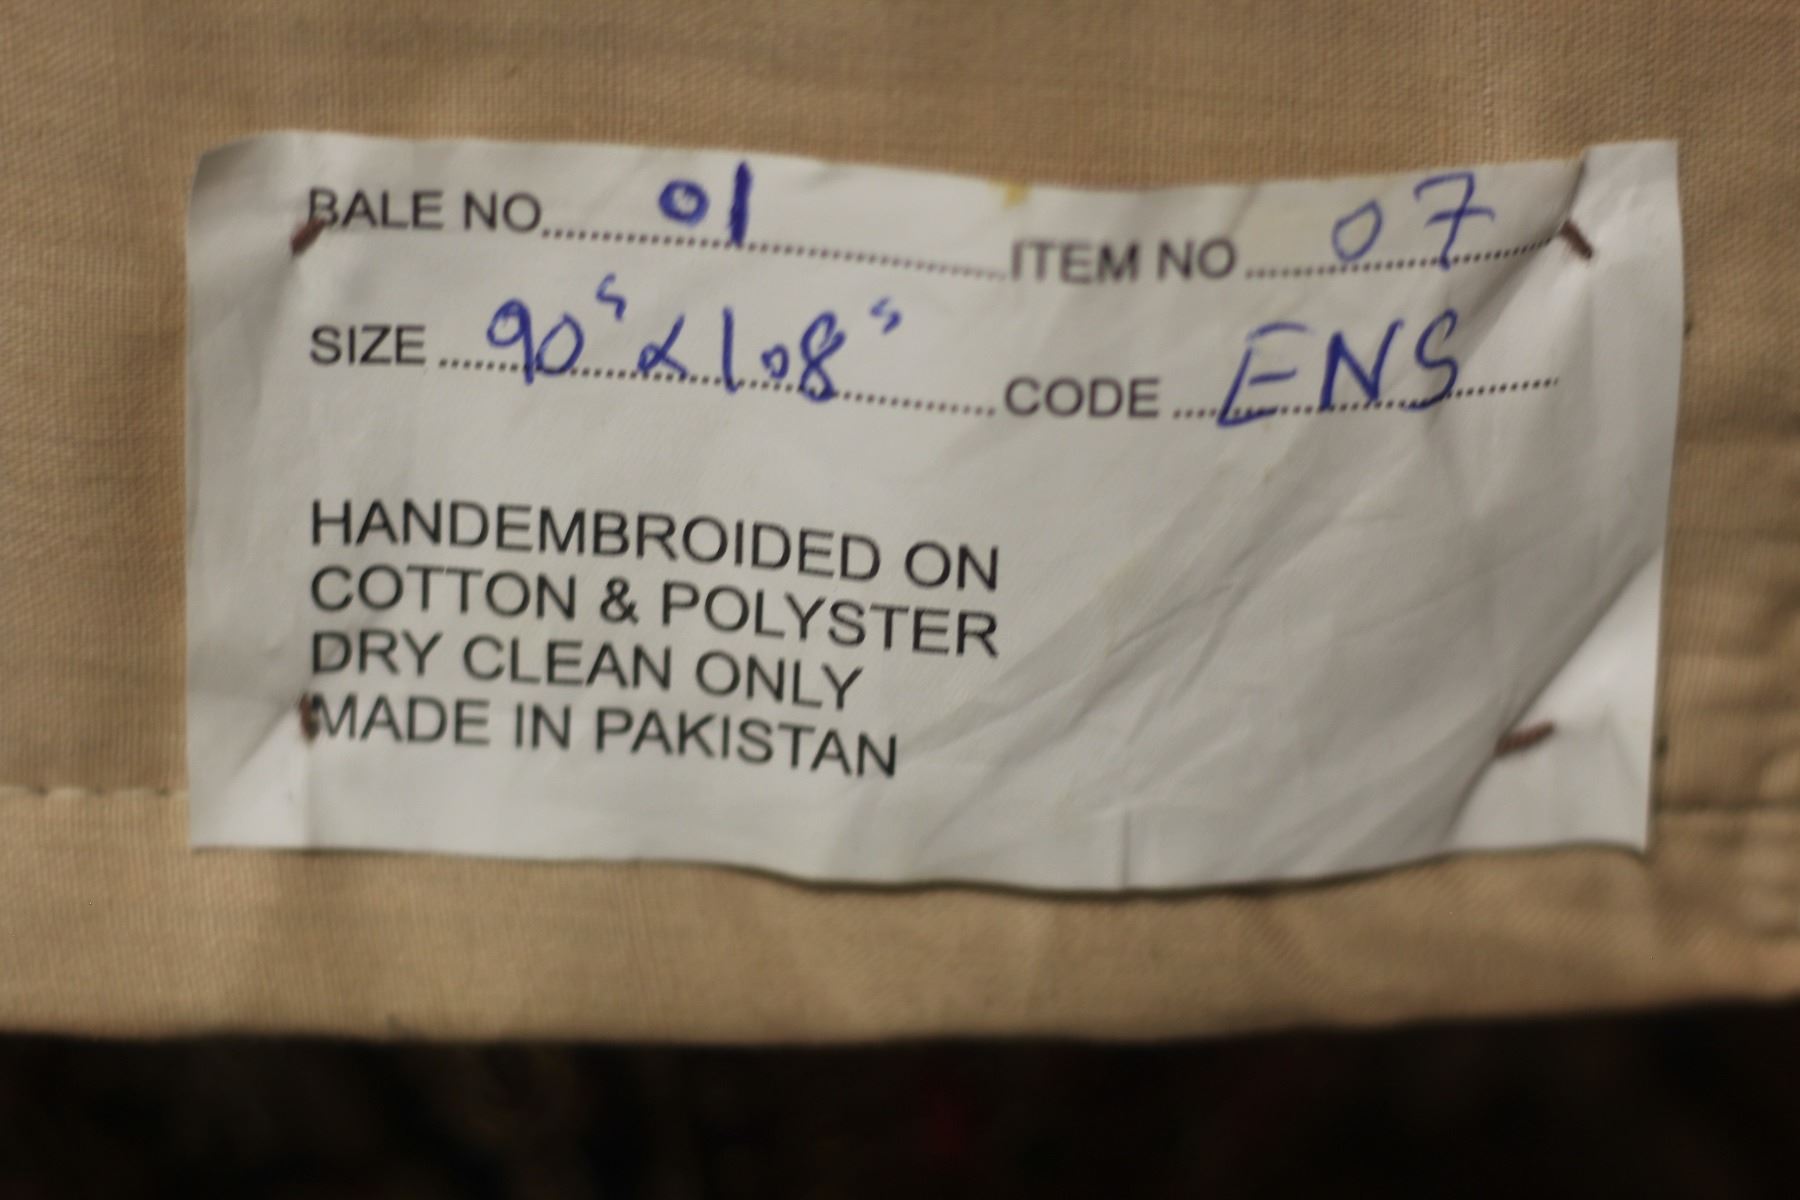 BALE NO 01 ITEM NO 07
SIZE 90" x 108" CODE ENS
HANDEMBROIDED ON
COTTON & POLYSTER
DRY CLEAN ONLY
MADE IN PAKISTAN